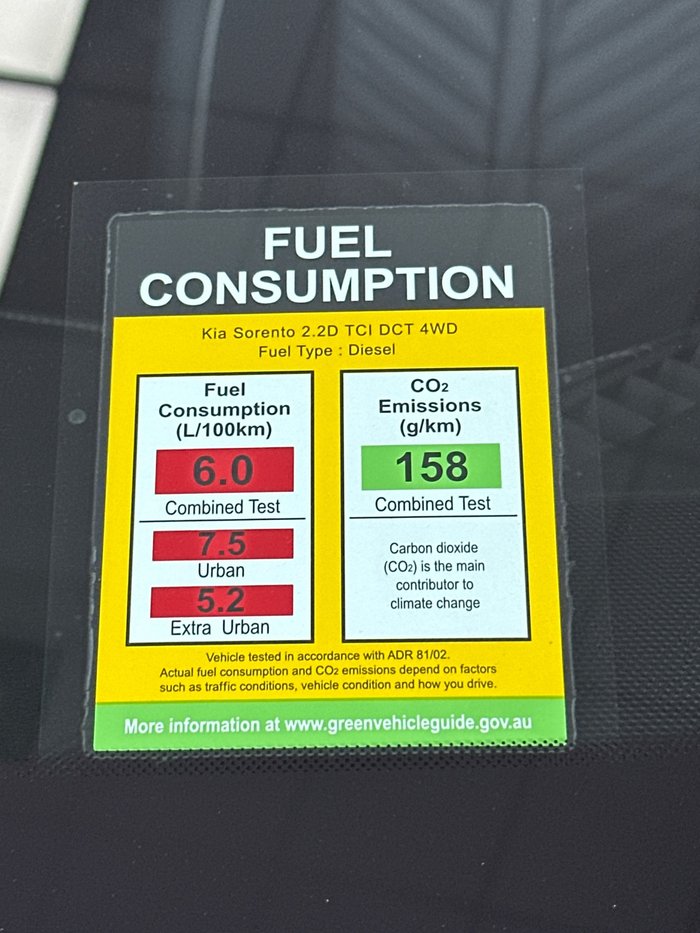 FUEL
CONSUMPTION
Kia Sorento 2.2D TCI DCT 4WD
Fuel Type : Diesel
Fuel
Consumption
(L/100km)
6.0
Combined Test
7.5
Urban
5.2
Extra Urban
CO₂
Emissions
(g/km)
158
Combined Test
Carbon dioxide
(CO₂) is the main
contributor to
climate change
Vehicle tested in accordance with ADR 81/02.
Actual fuel consumption and CO₂ emissions depend on factors
such as traffic conditions, vehicle condition and how you drive.
More information at www.greenvehicleguide.gov.au